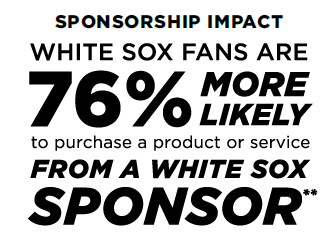 SPONSORSHIP IMPACT
WHITE SOX FANS ARE
76% MORE
LIKELY
to purchase a product or service
FROM A WHITE SOX
SPONSOR**